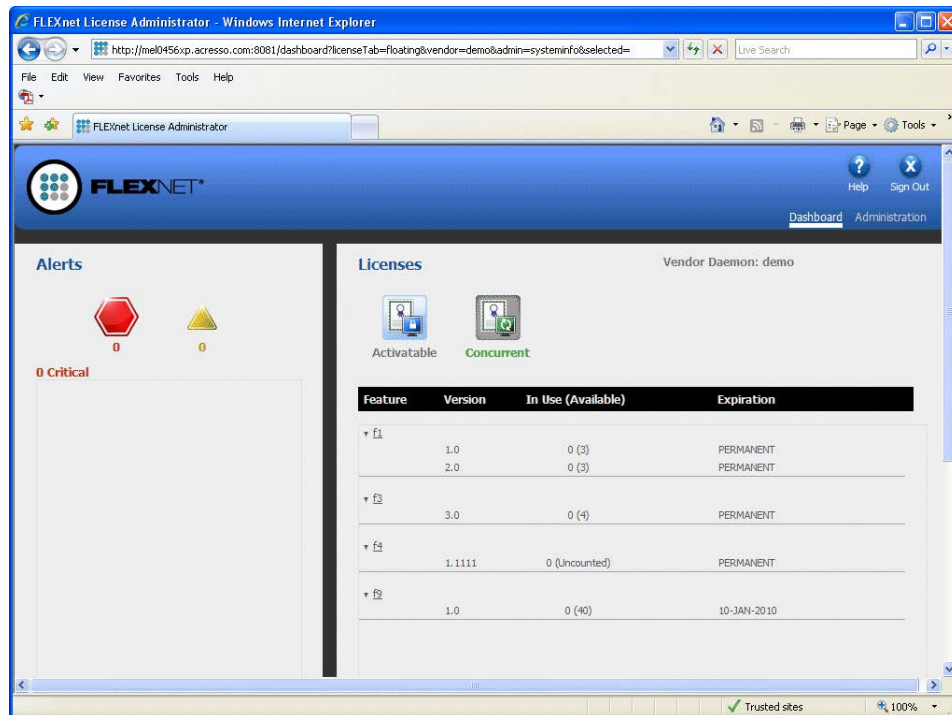 FLEXnet License Administrator - Windows Internet Explorer
http://mel0456xp.acresso.com:8081/dashboard?licenseTab=floating&vendor=demo&admin=systeminfo&selected=
Live Search
File Edit View Favorites Tools Help
FLEXnet License Administrator
Page Tools
FLEXNET
Help Sign Out
Dashboard Administration
Alerts
0 0
0 Critical
Licenses
Vendor Daemon: demo
Activatable Concurrent
Feature Version In Use (Available) Expiration
f1
1.0 0 (3) PERMANENT
2.0 0 (3) PERMANENT
f3
3.0 0 (4) PERMANENT
f4
1.1111 0 (Uncounted) PERMANENT
f9
1.0 0 (40) 10-JAN-2010
Trusted sites 100%